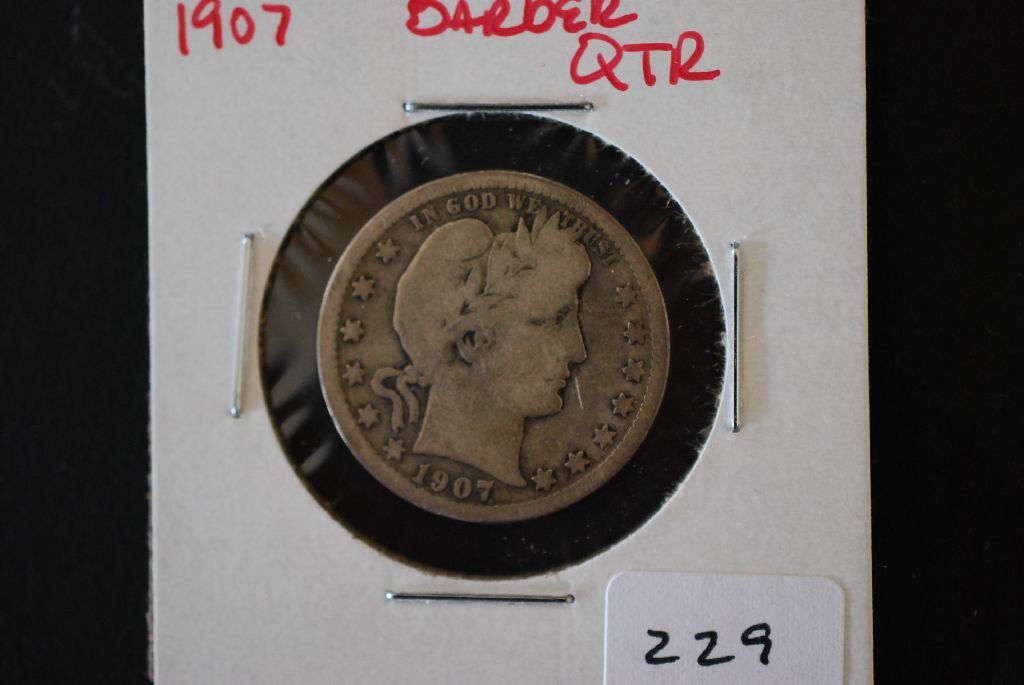 1907 BARBER
QTR
IN GOD WE TRUST
1907
229